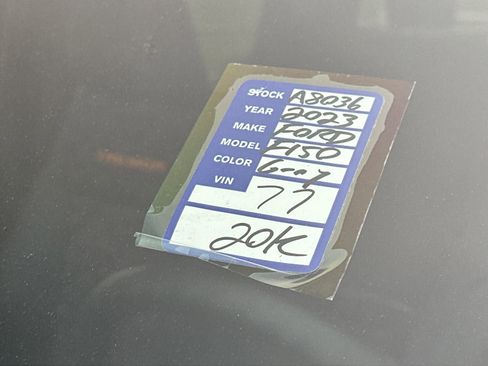 STOCK A8036
YEAR 2023
MAKE FORD
MODEL F150
COLOR Gray
VIN 77
20K